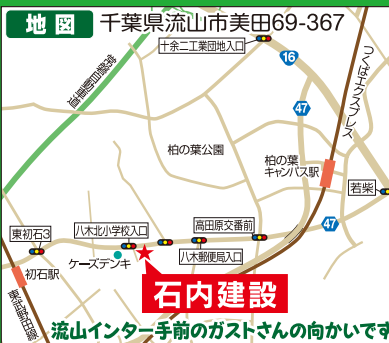 地図 千葉県流山市美田69-367
十余二工業団地入口
16
つくばエクスプレス
常磐自動車道
47
柏の葉公園
柏の葉
キャンパス駅
若柴
東初石3
八木北小学校入口
高田原交番前
47
ケーズデンキ
八木郵便局入口
初石駅
石内建設
東武野田線
流山インター手前のガストさんの向かいです